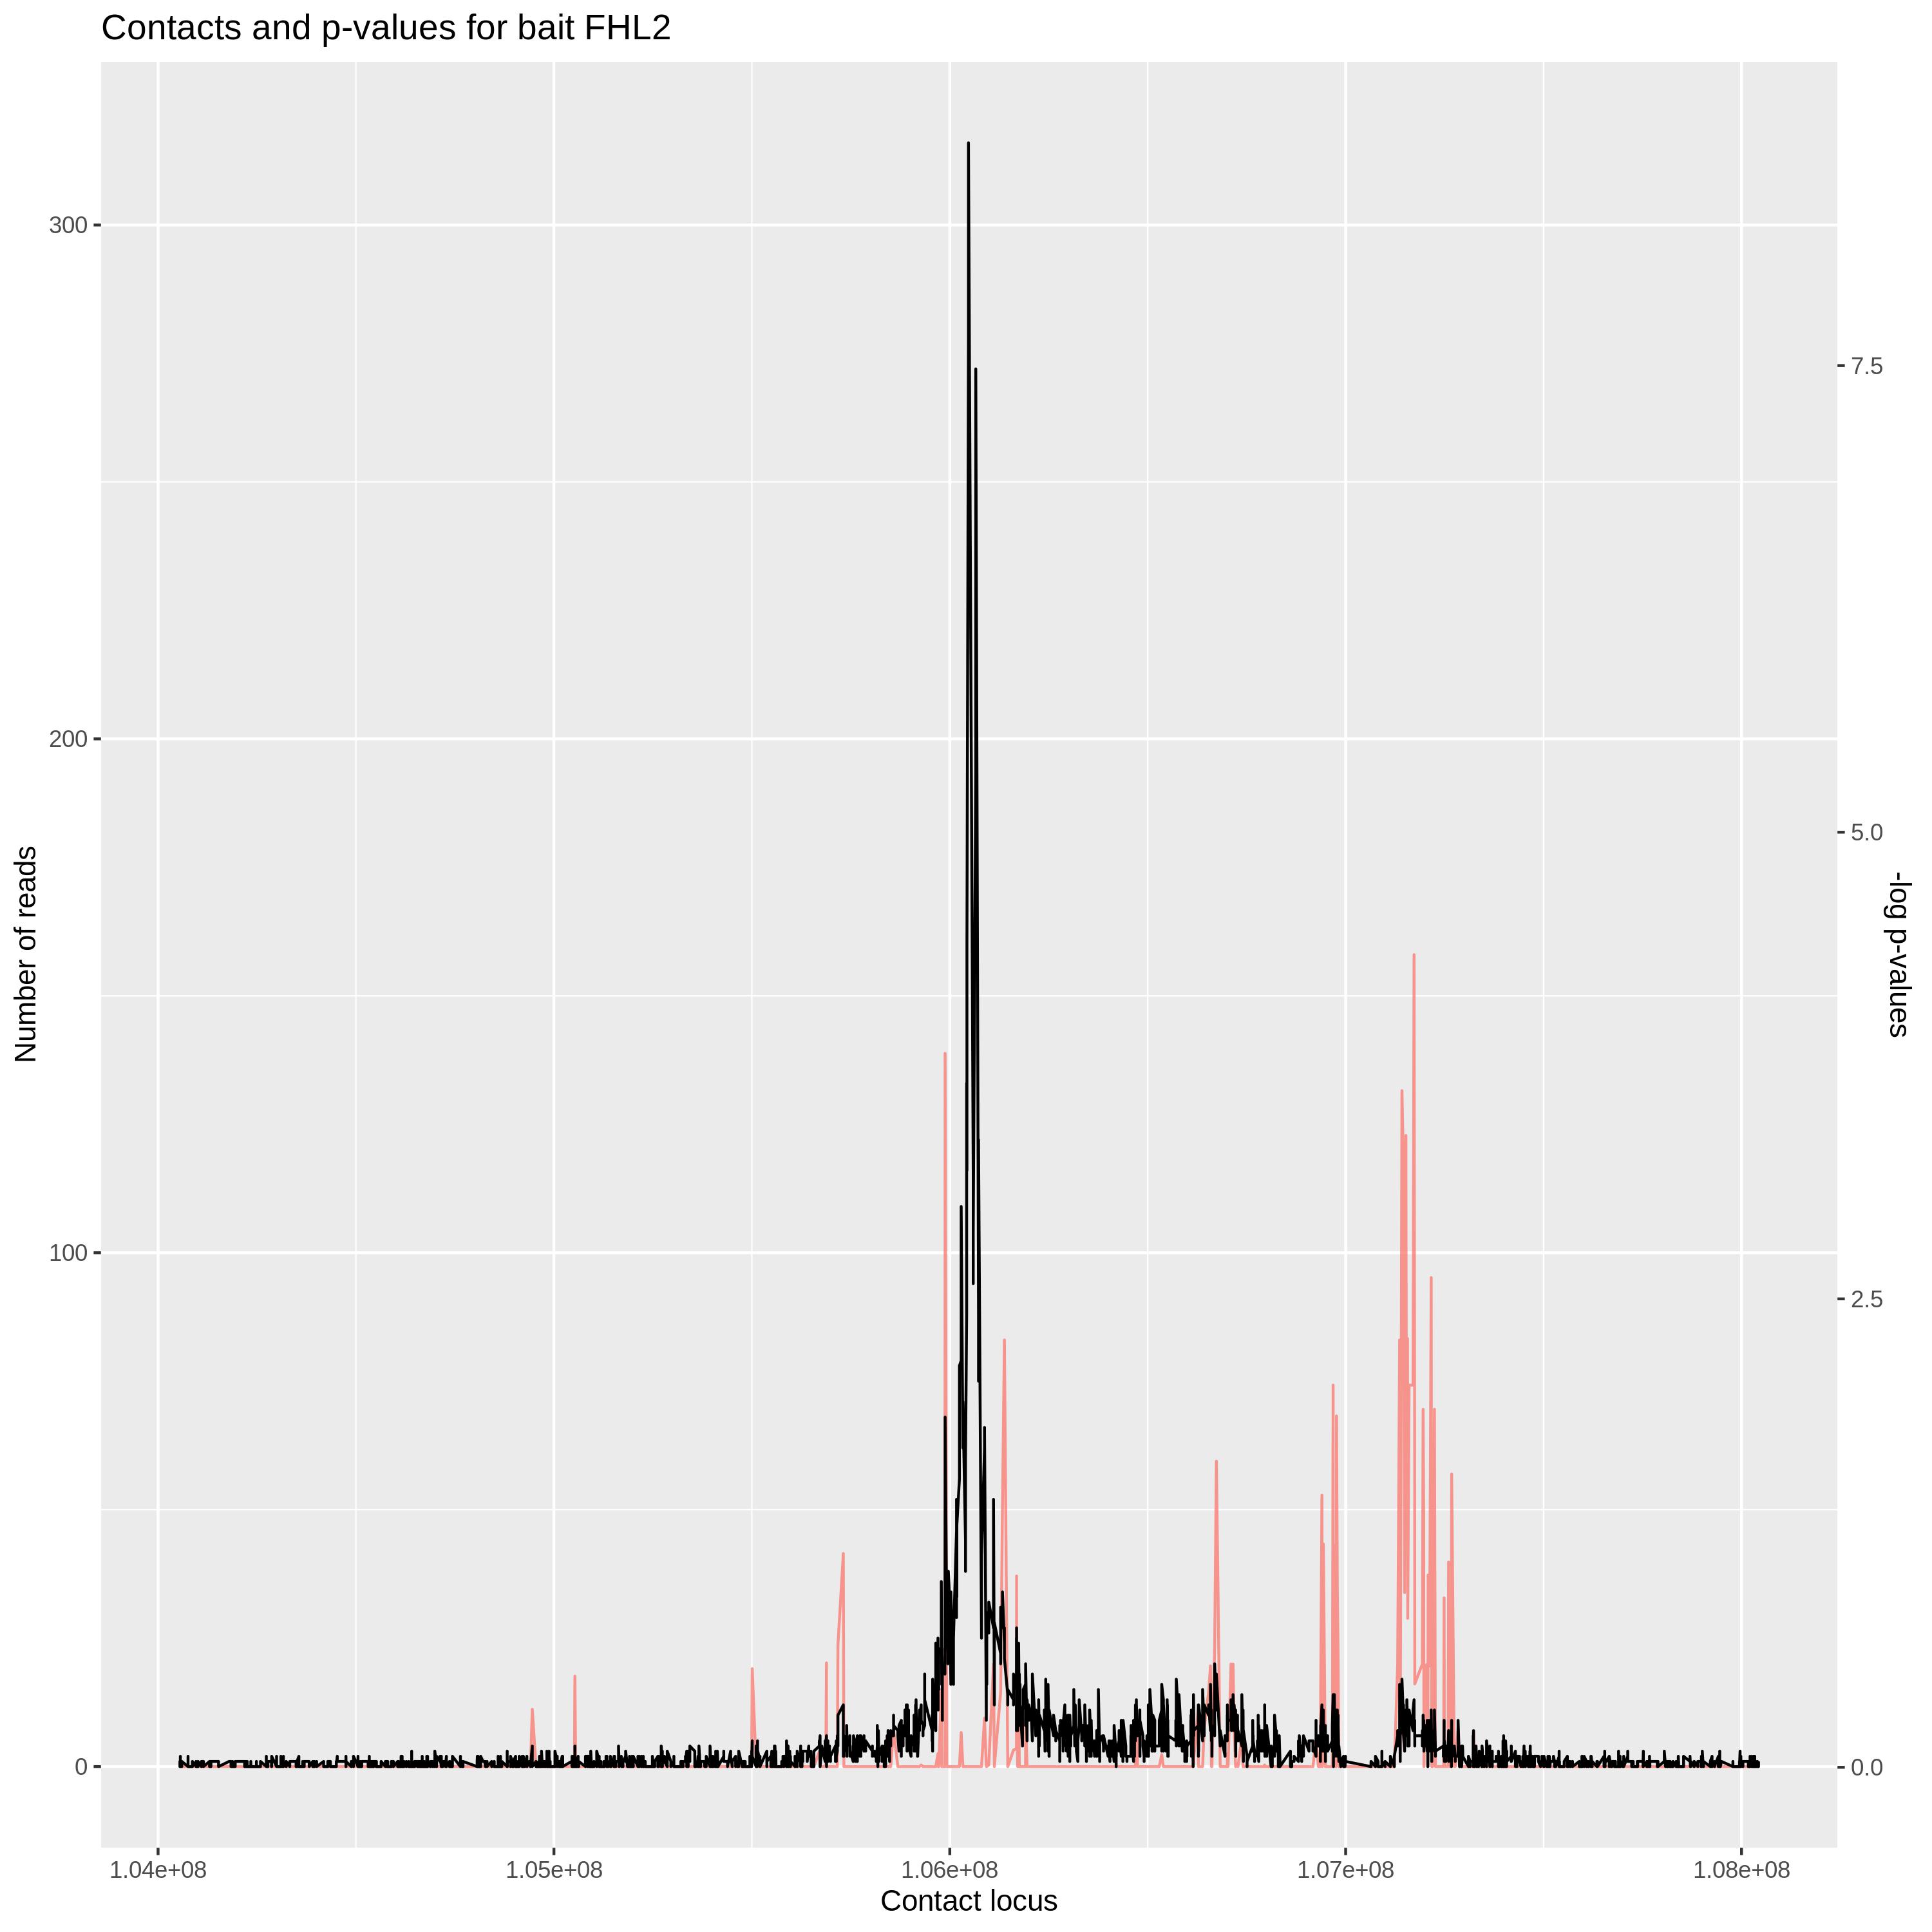 Contacts and p-values for bait FHL2
300
200
100
0
Number of reads
7.5
5.0
2.5
0.0
-log p-values
1.04e+08
1.05e+08
1.06e+08
1.07e+08
1.08e+08
Contact locus